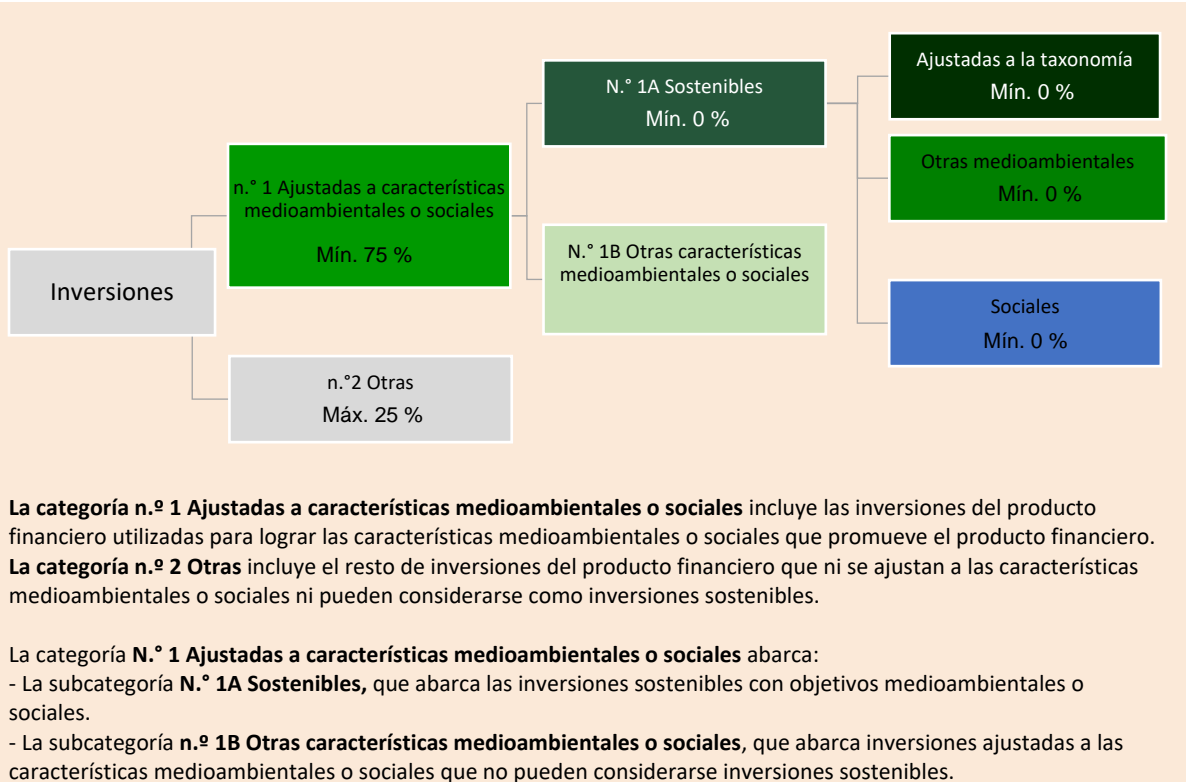 Inversiones
n.° 1 Ajustadas a características
medioambientales o sociales
Mín. 75 %
n.°2 Otras
Máx. 25 %
N.° 1A Sostenibles
Mín. 0 %
N.° 1B Otras características
medioambientales o sociales
Ajustadas a la taxonomía
Mín. 0 %
Otras medioambientales
Mín. 0 %
Sociales
Mín. 0 %
La categoría n.º 1 Ajustadas a características medioambientales o sociales incluye las inversiones del producto
financiero utilizadas para lograr las características medioambientales o sociales que promueve el producto financiero.
La categoría n.º 2 Otras incluye el resto de inversiones del producto financiero que ni se ajustan a las características
medioambientales o sociales ni pueden considerarse como inversiones sostenibles.
La categoría N.° 1 Ajustadas a características medioambientales o sociales abarca:
- La subcategoría N.° 1A Sostenibles, que abarca las inversiones sostenibles con objetivos medioambientales o
sociales.
- La subcategoría n.º 1B Otras características medioambientales o sociales, que abarca inversiones ajustadas a las
características medioambientales o sociales que no pueden considerarse inversiones sostenibles.